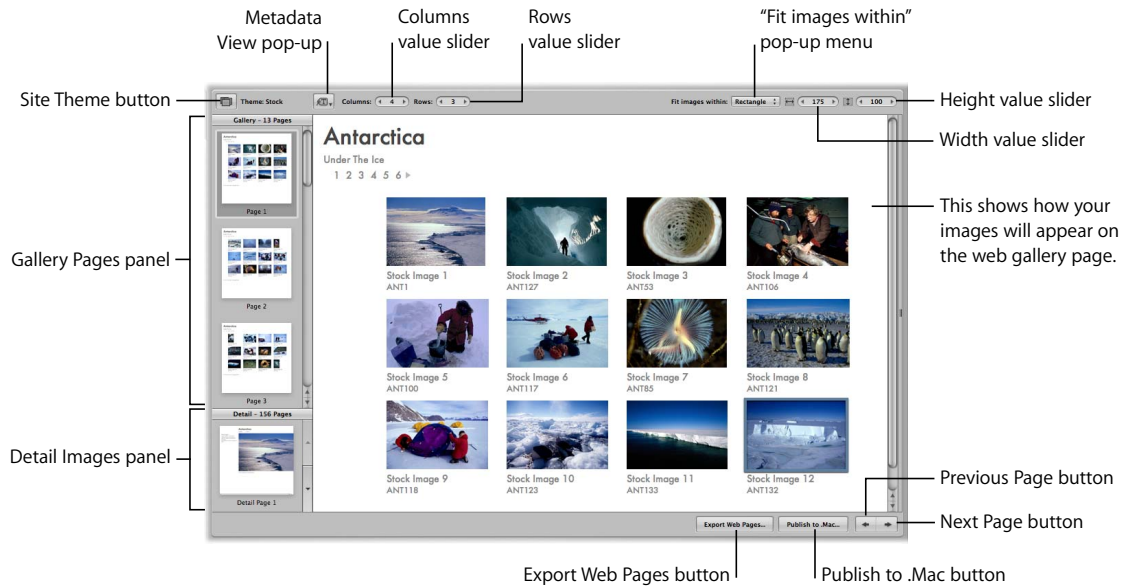 Metadata
View pop-up
Columns
value slider
Rows
value slider
“Fit images within”
pop-up menu
Site Theme button
Theme: Stock
Columns: 4 Rows: 3
Fit images within: Rectangle 175 100
Height value slider
Width value slider
Gallery – 13 Pages
Page 1
Page 2
Page 3
Gallery Pages panel
Detail – 156 Pages
Detail Page 1
Detail Images panel
Antarctica
Under The Ice
1 2 3 4 5 6
Stock Image 1
ANT1
Stock Image 2
ANT127
Stock Image 3
ANT53
Stock Image 4
ANT106
Stock Image 5
ANT100
Stock Image 6
ANT117
Stock Image 7
ANT85
Stock Image 8
ANT121
Stock Image 9
ANT118
Stock Image 10
ANT123
Stock Image 11
ANT133
Stock Image 12
ANT132
This shows how your
images will appear on
the web gallery page.
Previous Page button
Next Page button
Export Web Pages...
Publish to .Mac...
Export Web Pages button
Publish to .Mac button